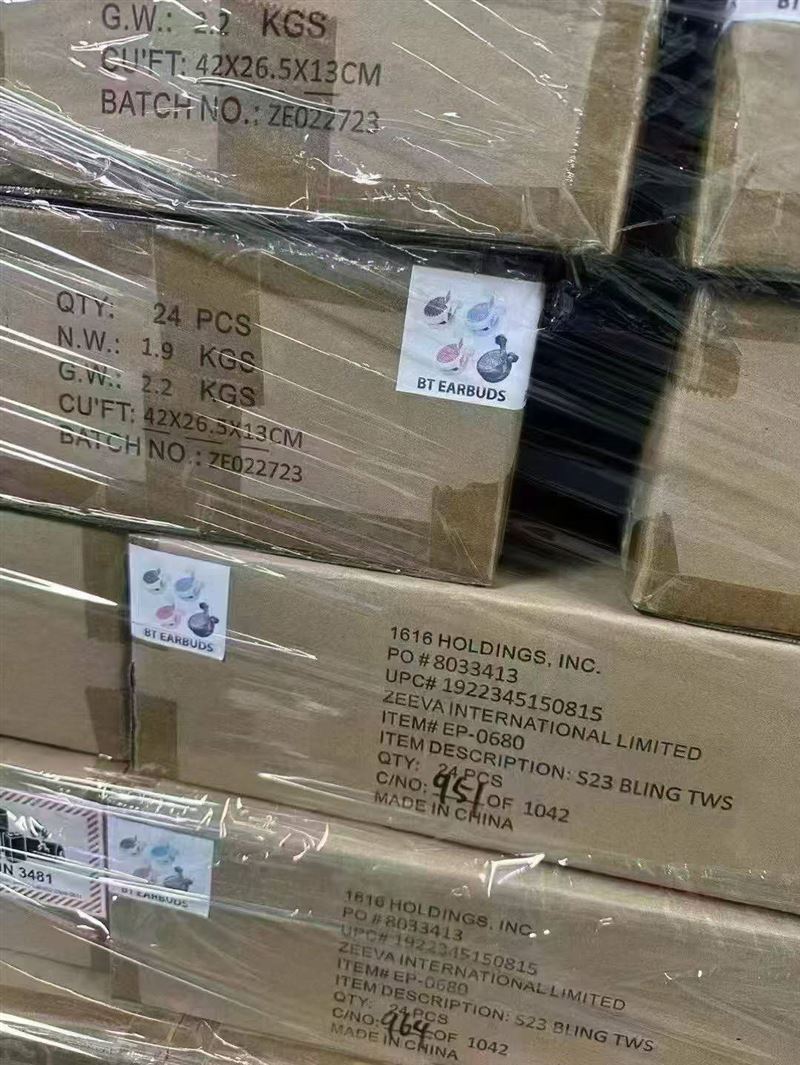 G.W.: 2.2 KGS
CU'FT: 42X26.5X13CM
BATCH NO.: ZE022723
QTY: 24 PCS
N.W.: 1.9 KGS
G.W.: 2.2 KGS
CU'FT: 42X26.5X13CM
BATCH NO.: ZE022723
BT EARBUDS
BT EARBUDS
1616 HOLDINGS, INC.
PO # 8033413
UPC# 1922345150815
ZEEVA INTERNATIONAL LIMITED
ITEM# EP-0680
ITEM DESCRIPTION: S23 BLING TWS
QTY: 24 PCS
C/NO: 951 OF 1042
MADE IN CHINA
N 3481
BT EARBUDS
1616 HOLDINGS, INC.
PO # 8033413
UPC# 1922345150815
ZEEVA INTERNATIONAL LIMITED
ITEM# EP-0680
ITEM DESCRIPTION: S23 BLING TWS
QTY: 24 PCS
C/NO: 964 OF 1042
MADE IN CHINA